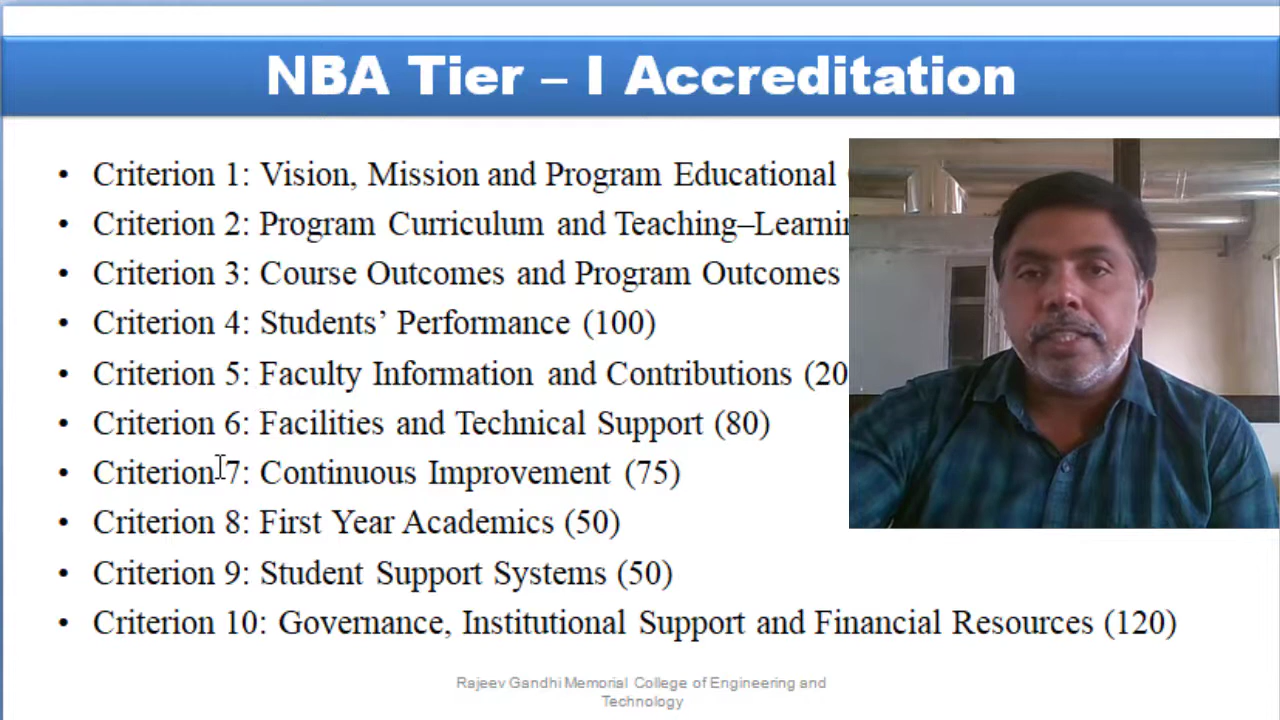 NBA Tier – I Accreditation
• Criterion 1: Vision, Mission and Program Educational
• Criterion 2: Program Curriculum and Teaching–Learnin
• Criterion 3: Course Outcomes and Program Outcomes
• Criterion 4: Students’ Performance (100)
• Criterion 5: Faculty Information and Contributions (20
• Criterion 6: Facilities and Technical Support (80)
• Criterion 7: Continuous Improvement (75)
• Criterion 8: First Year Academics (50)
• Criterion 9: Student Support Systems (50)
• Criterion 10: Governance, Institutional Support and Financial Resources (120)
Rajeev Gandhi Memorial College of Engineering and
Technology